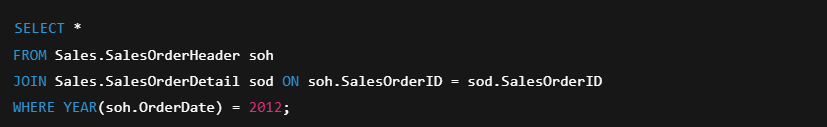 SELECT *
FROM Sales.SalesOrderHeader soh
JOIN Sales.SalesOrderDetail sod ON soh.SalesOrderID = sod.SalesOrderID
WHERE YEAR(soh.OrderDate) = 2012;